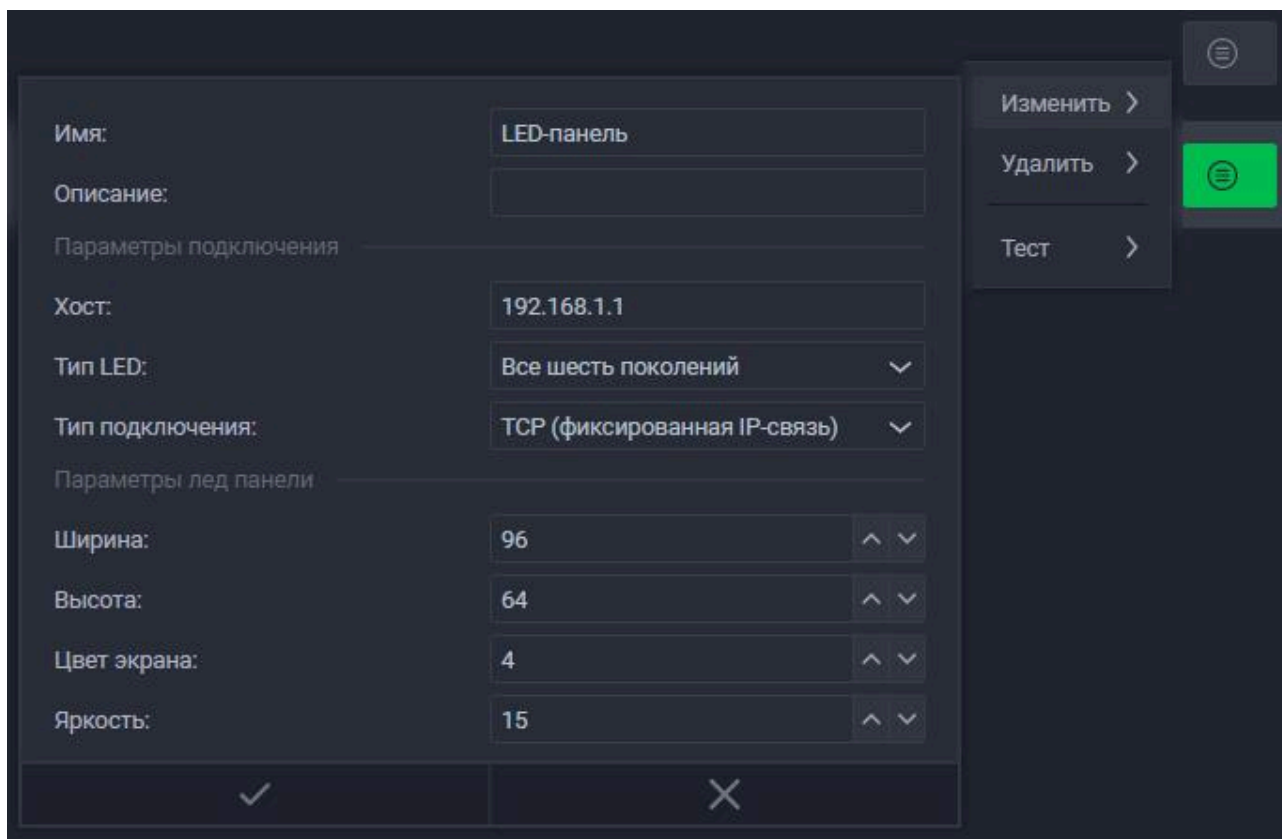 Имя: LED-панель
Описание:
Параметры подключения
Хост: 192.168.1.1
Тип LED: Все шесть поколений
Тип подключения: TCP (фиксированная IP-связь)
Параметры лед панели
Ширина: 96
Высота: 64
Цвет экрана: 4
Яркость: 15
Изменить
Удалить
Тест